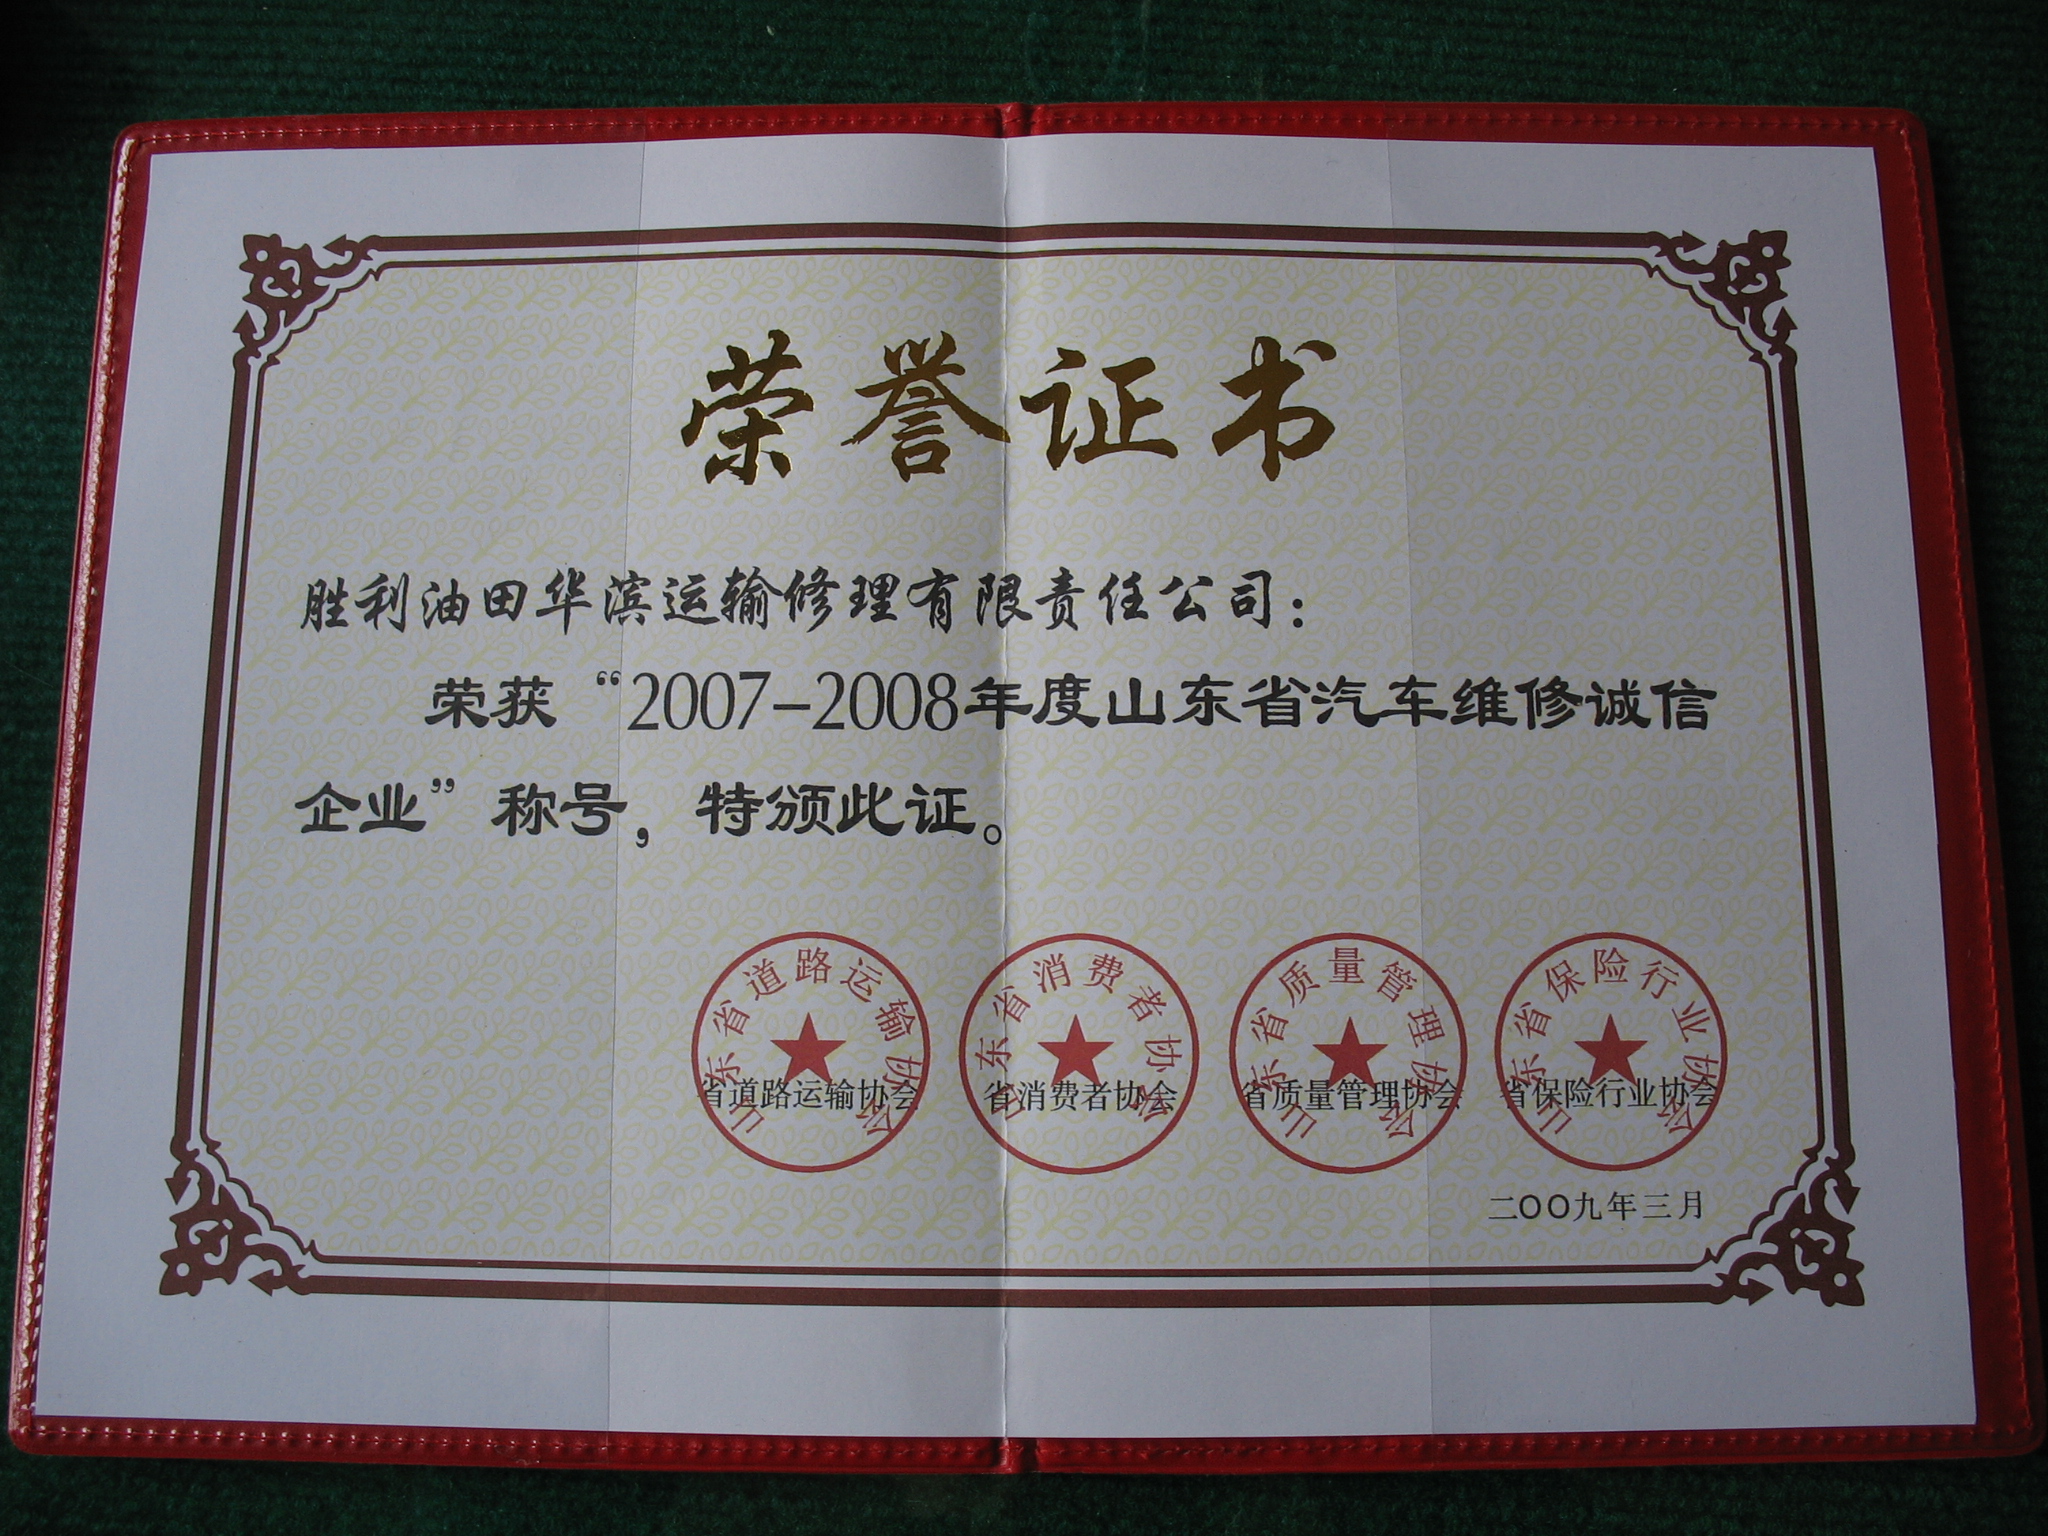 荣誉证书
胜利油田华滨运输修理有限责任公司：
荣获“2007-2008年度山东省汽车维修诚信
企业”称号，特颁此证。
山东省道路运输协会
山东省消费者协会
山东省质量管理协会
山东省保险行业协会
省道路运输协会 省消费者协会 省质量管理协会 省保险行业协会
二〇〇九年三月